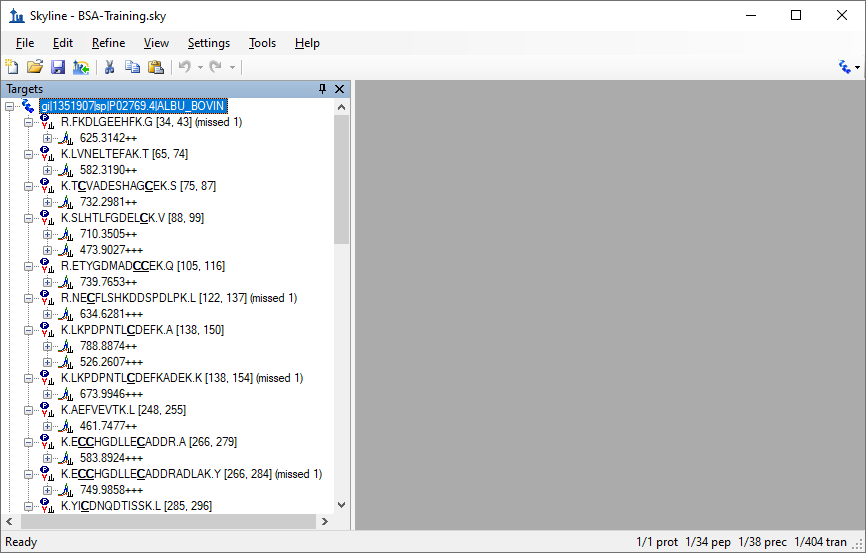 Skyline - BSA-Training.sky
File Edit Refine View Settings Tools Help
Targets
gi|1351907|sp|P02769.4|ALBU_BOVIN
R.FKDLGEEHFK.G [34, 43] (missed 1)
625.3142++
K.LVNELTEFAK.T [65, 74]
582.3190++
K.TCVADESHAGCEK.S [75, 87]
732.2981++
K.SLHTLFGDELCK.V [88, 99]
710.3505++
473.9027+++
R.ETYGDMADCCEK.Q [105, 116]
739.7653++
R.NECFLSHKDDSPDLPK.L [122, 137] (missed 1)
634.6281+++
K.LKPDPNTLCDEFK.A [138, 150]
788.8874++
526.2607+++
K.LKPDPNTLCDEFKADEK.K [138, 154] (missed 1)
673.9946+++
K.AEFVEVTK.L [248, 255]
461.7477++
K.ECCHGDLLECADDR.A [266, 279]
583.8924+++
K.ECCHGDLLECADDRADLAK.Y [266, 284] (missed 1)
749.9858+++
K.YICDNQDTISSK.L [285, 296]
Ready 1/1 prot 1/34 pep 1/38 prec 1/404 tran